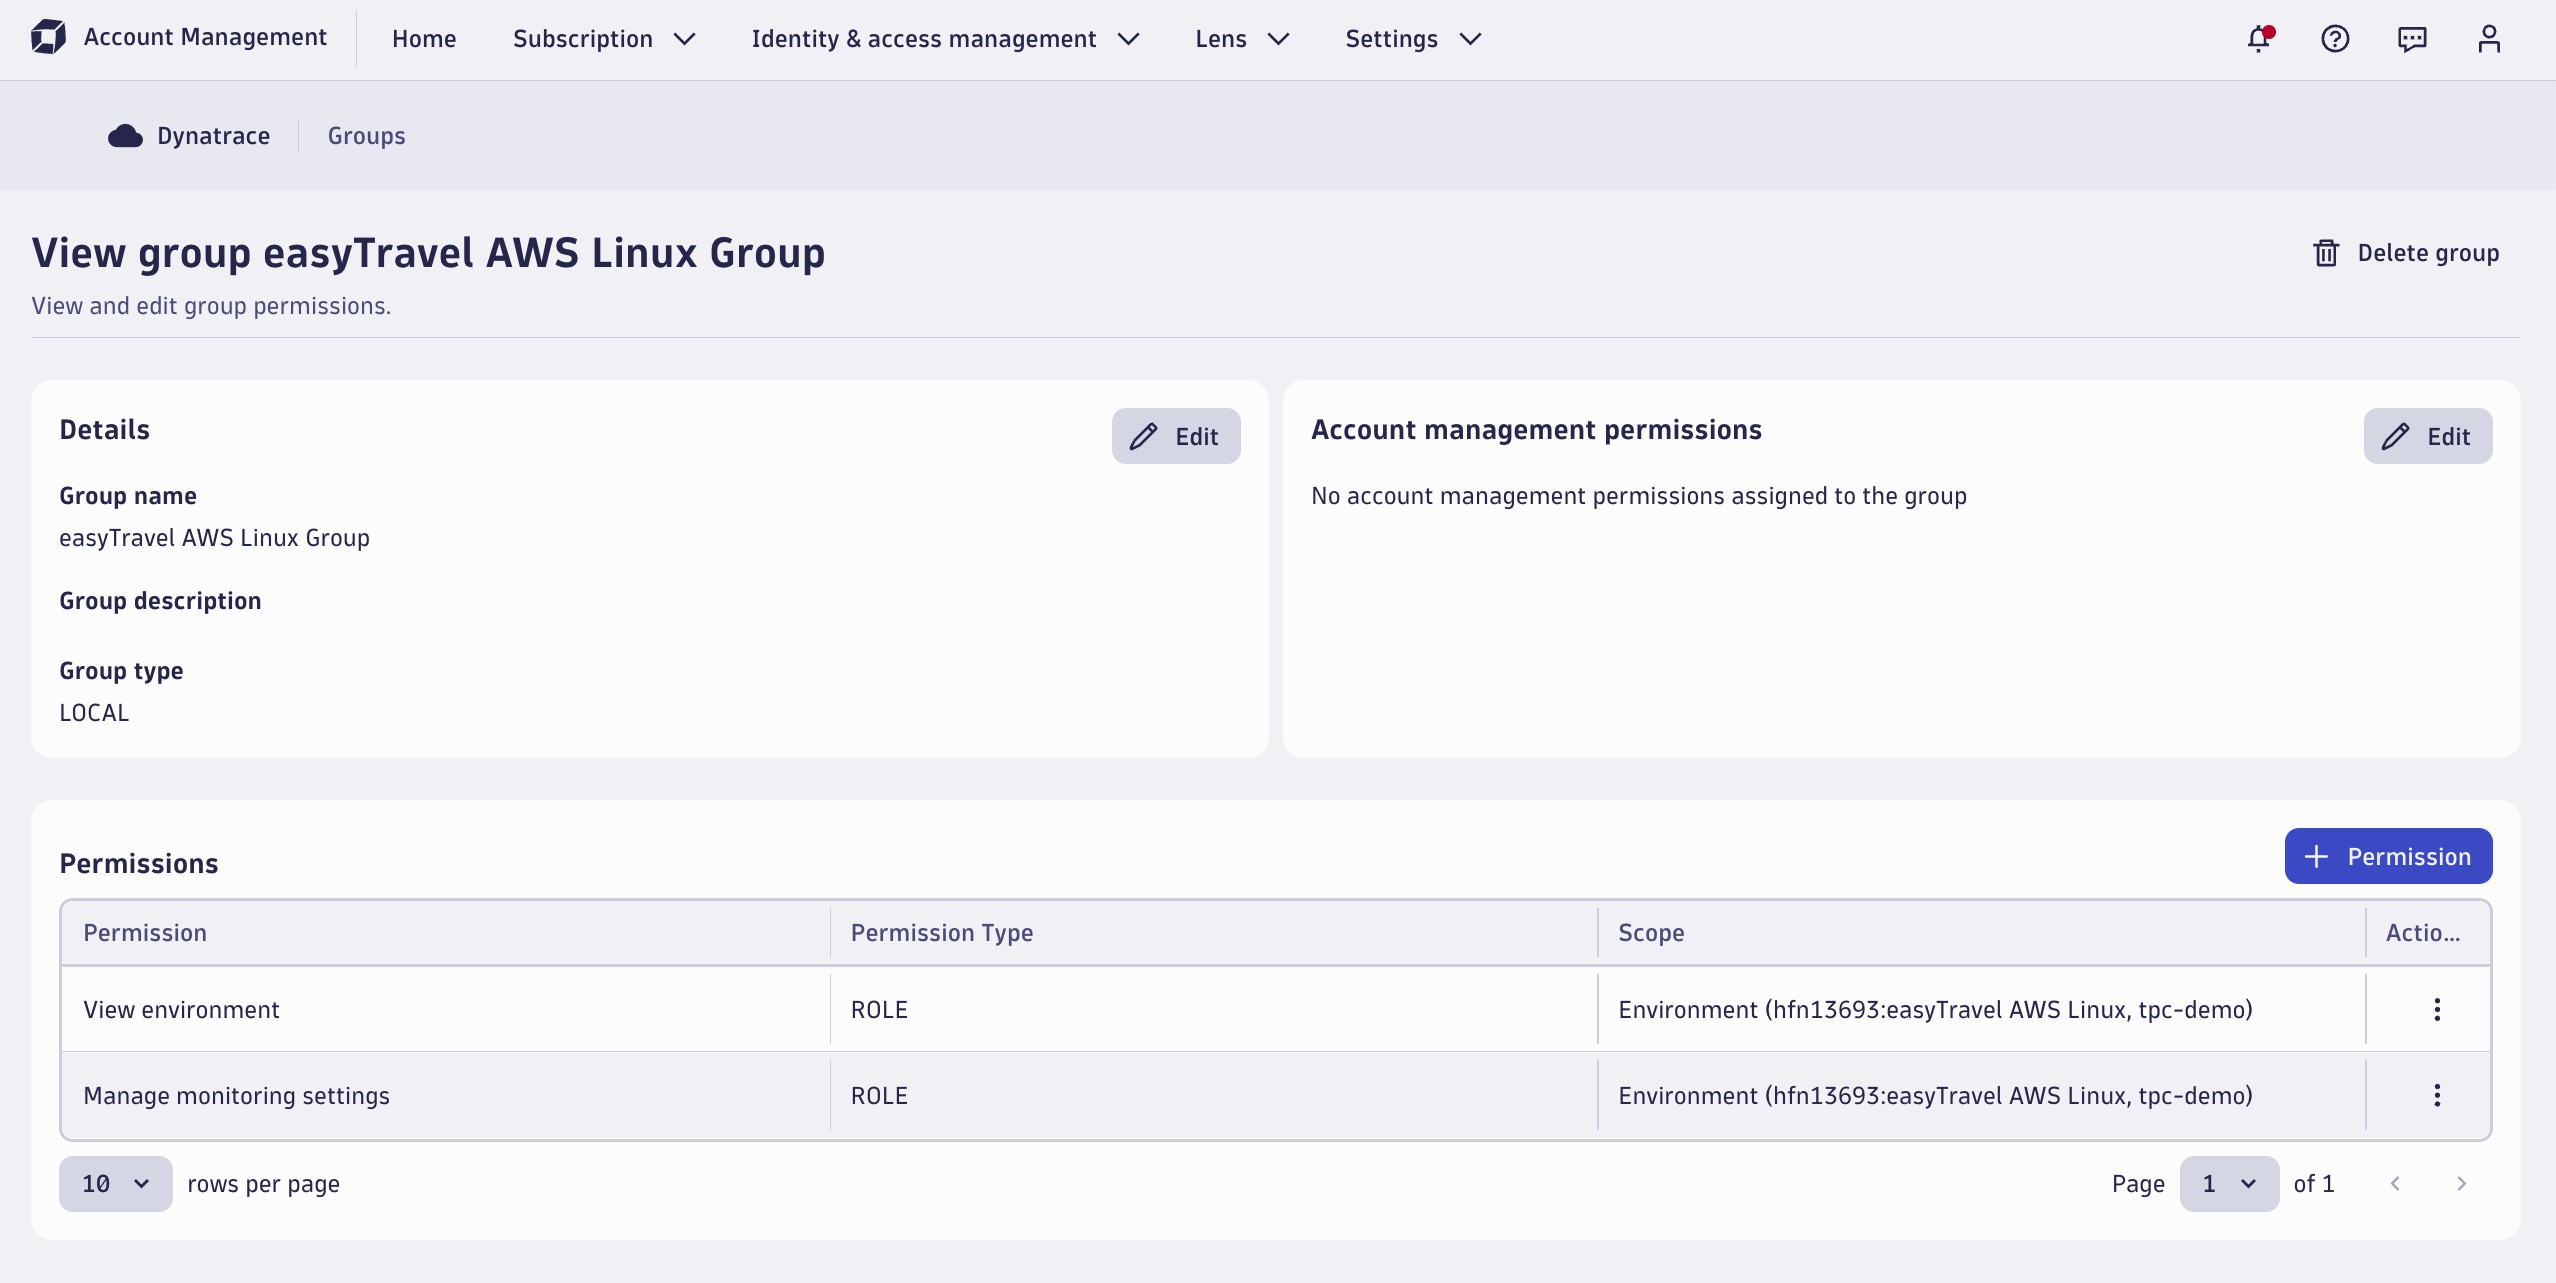 Account Management
Home
Subscription
Identity & access management
Lens
Settings
Dynatrace
Groups
View group easyTravel AWS Linux Group
Delete group
View and edit group permissions.
Details
Edit
Group name
easyTravel AWS Linux Group
Group description
Group type
LOCAL
Account management permissions
Edit
No account management permissions assigned to the group
Permissions
Permission
Permission Permission Type Scope Actio...
View environment ROLE Environment (hfn13693:easyTravel AWS Linux, tpc-demo)
Manage monitoring settings ROLE Environment (hfn13693:easyTravel AWS Linux, tpc-demo)
10 rows per page
Page 1 of 1